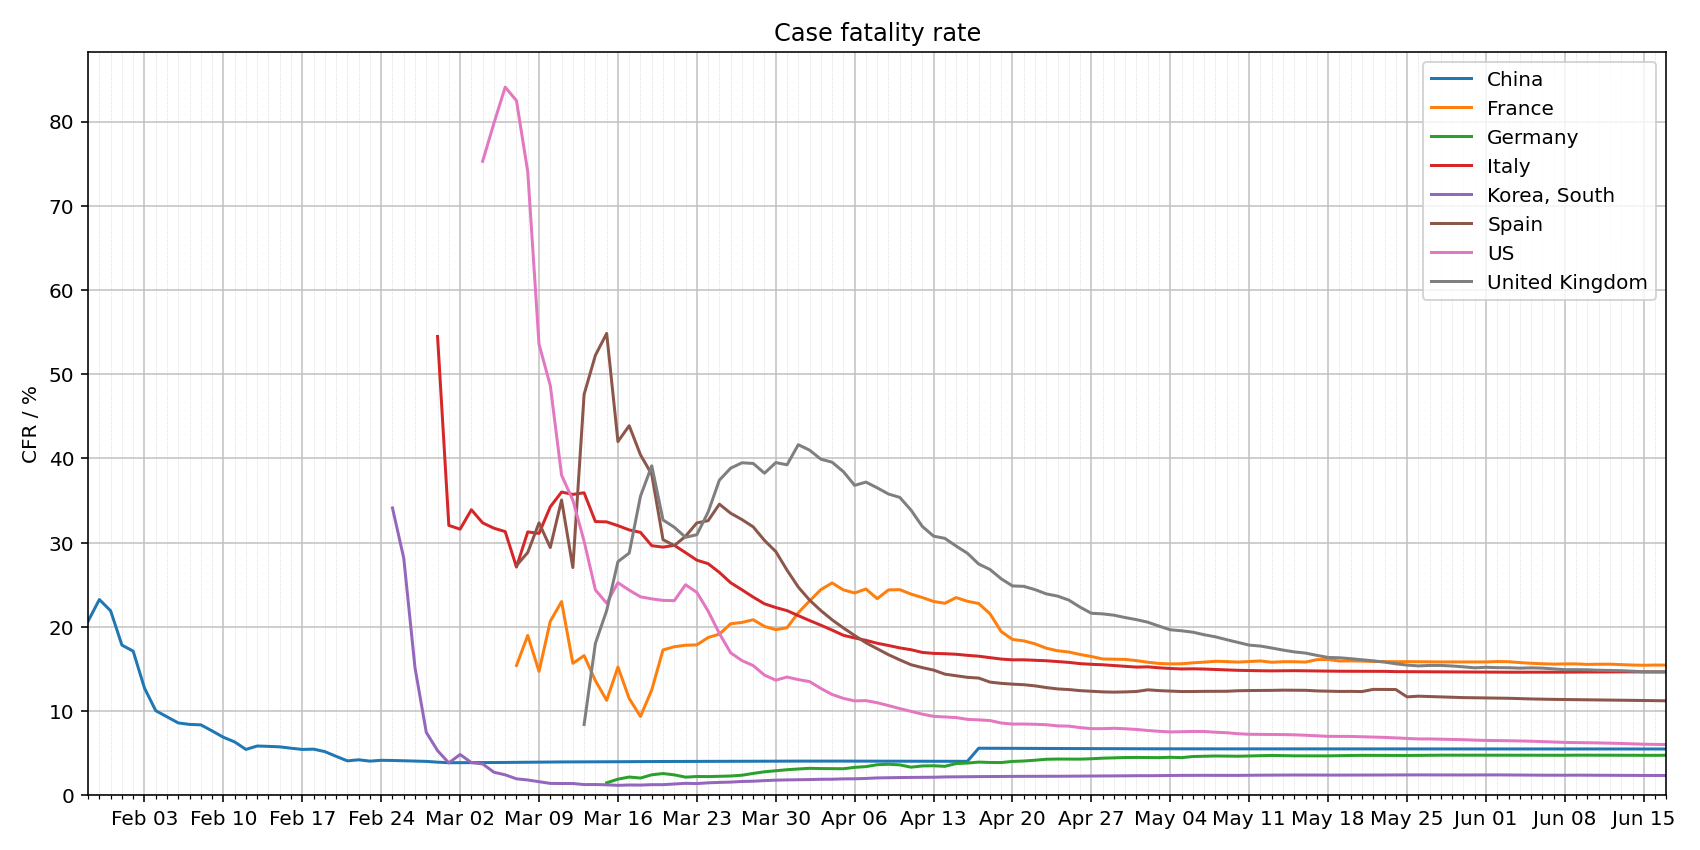 Case fatality rate
CFR / %
80
70
60
50
40
30
20
10
0
China
France
Germany
Italy
Korea, South
Spain
US
United Kingdom
Feb 03 Feb 10 Feb 17 Feb 24 Mar 02 Mar 09 Mar 16 Mar 23 Mar 30 Apr 06 Apr 13 Apr 20 Apr 27 May 04 May 11 May 18 May 25 Jun 01 Jun 08 Jun 15